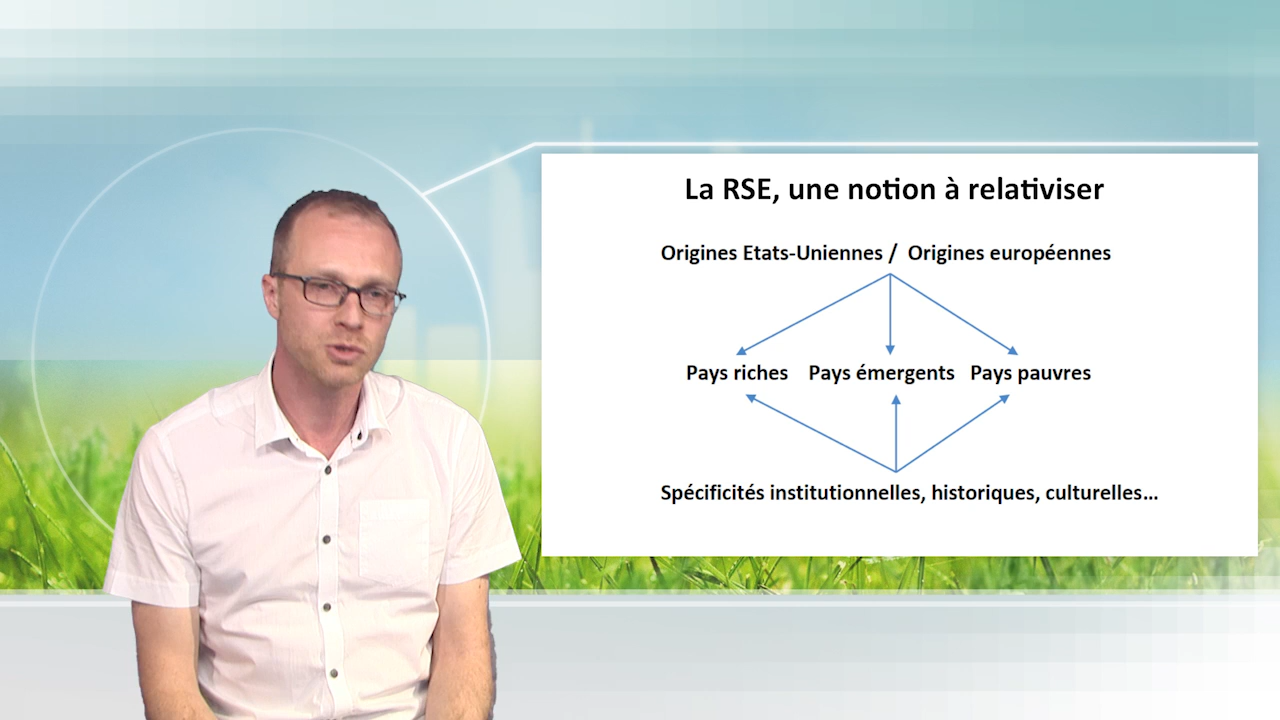 La RSE, une notion à relativiser
Origines Etats-Uniennes / Origines européennes
Pays riches Pays émergents Pays pauvres
Spécificités institutionnelles, historiques, culturelles…